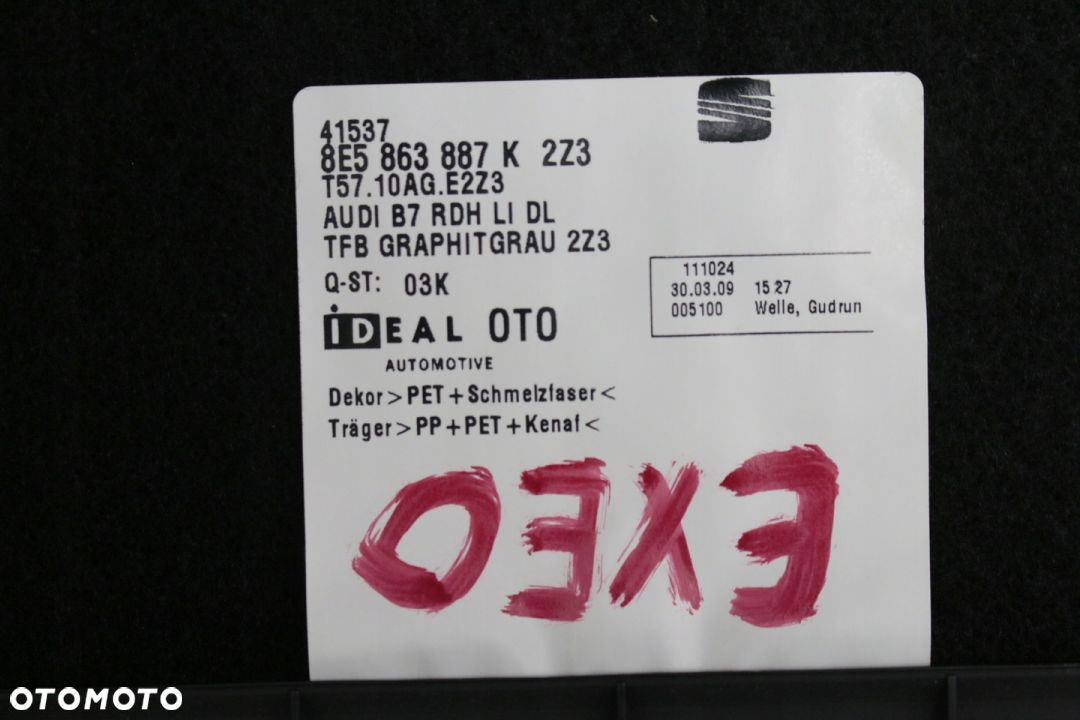 41537
8E5 863 887 K 2Z3
T57.10AG.E2Z3
AUDI B7 RDH LI DL
TFB GRAPHITGRAU 2Z3
Q-ST: 03K
111024
30.03.09 15 27
005100 Welle, Gudrun
iDEAL OTO
AUTOMOTIVE
Dekor>PET+Schmelzfaser<
Träger>PP+PET+Kenaf<
03X3
OTOMOTO